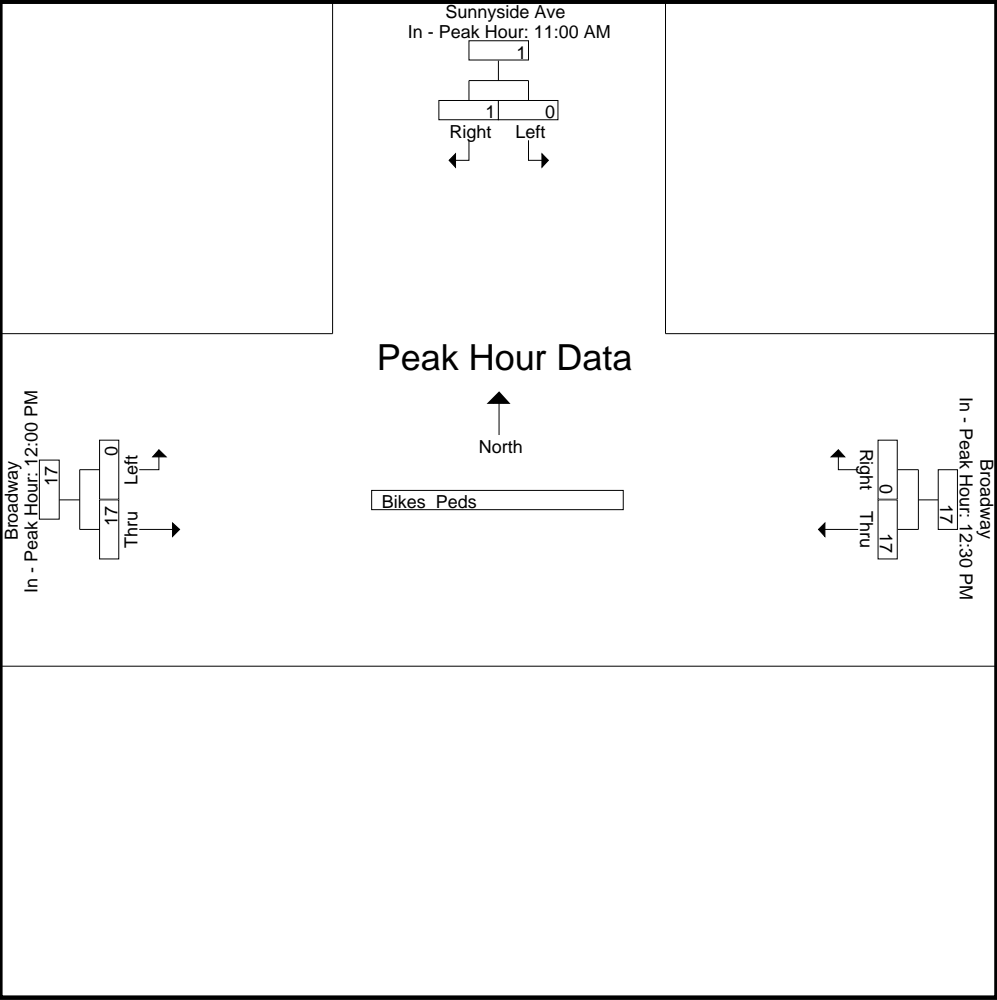 Sunnyside Ave
In - Peak Hour: 11:00 AM
1
1 0
Right Left
Peak Hour Data
North
Bikes Peds
Broadway
In - Peak Hour: 12:00 PM
17
0 17
Left Thru
Broadway
In - Peak Hour: 12:30 PM
17
0 17
Right Thru